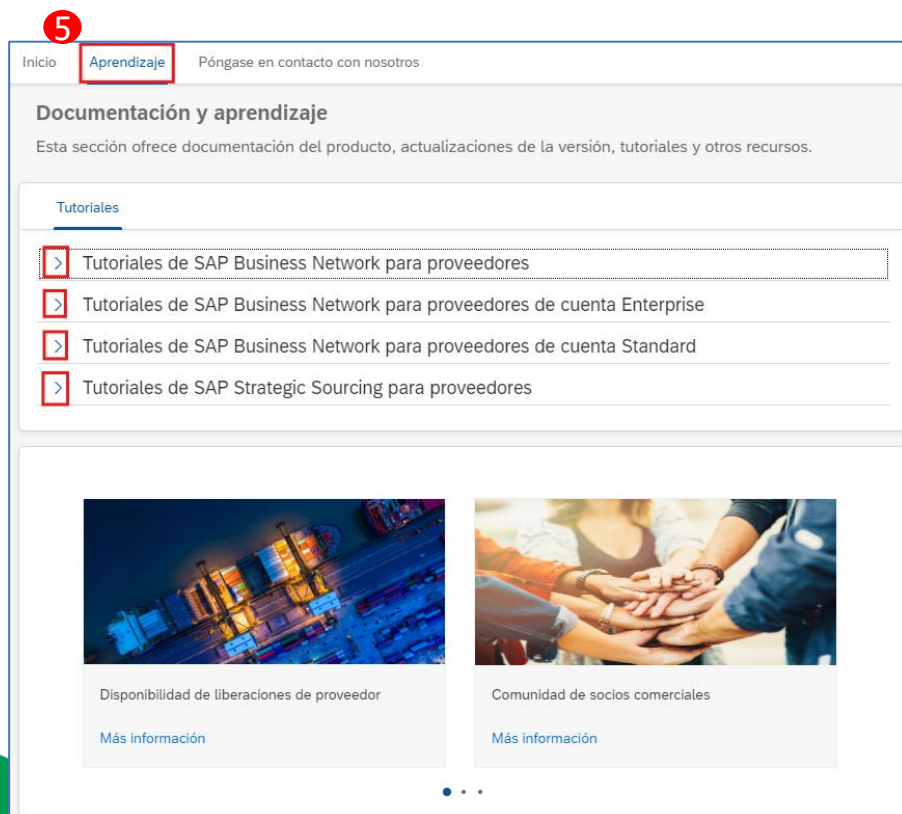 5
Inicio Aprendizaje Póngase en contacto con nosotros
Documentación y aprendizaje
Esta sección ofrece documentación del producto, actualizaciones de la versión, tutoriales y otros recursos.
Tutoriales
Tutoriales de SAP Business Network para proveedores
Tutoriales de SAP Business Network para proveedores de cuenta Enterprise
Tutoriales de SAP Business Network para proveedores de cuenta Standard
Tutoriales de SAP Strategic Sourcing para proveedores
Disponibilidad de liberaciones de proveedor
Más información
Comunidad de socios comerciales
Más información